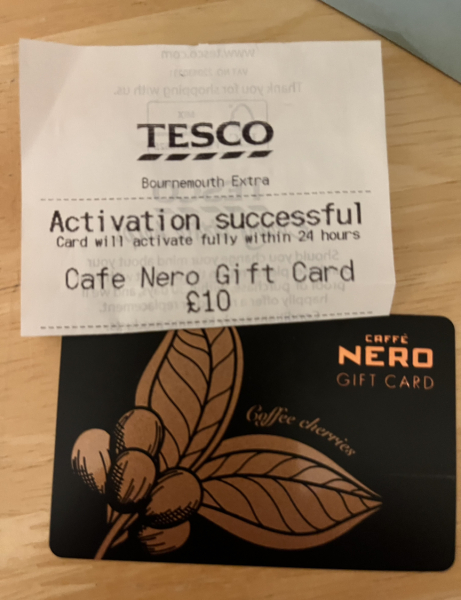 TESCO
Bournemouth Extra
Activation successful
Card will activate fully within 24 hours
Cafe Nero Gift Card
£10
CAFFÈ
NERO
GIFT CARD
Coffee cherries